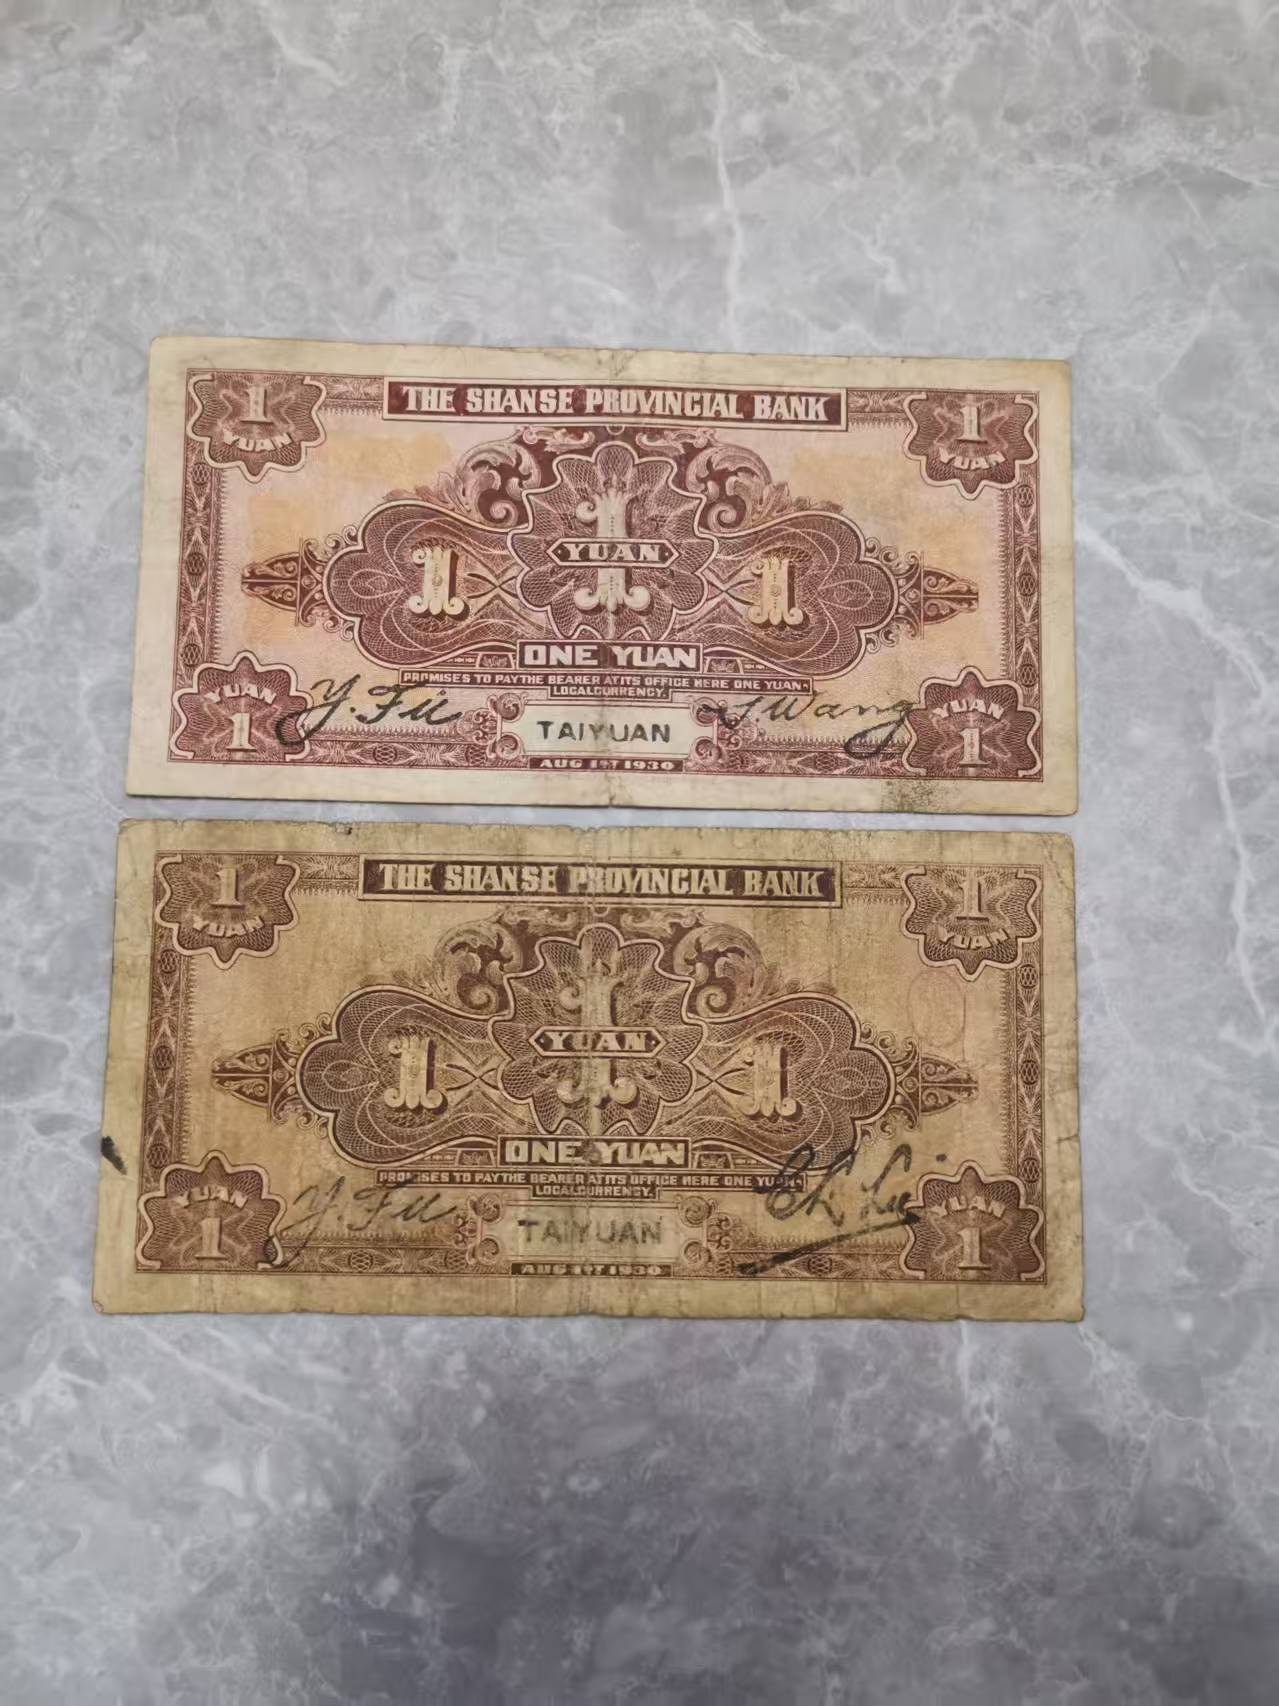 THE SHANSE PROVINCIAL BANK
1 YUAN
1 YUAN
1 YUAN 1 1
ONE YUAN
PROMISES TO PAY THE BEARER AT ITS OFFICE HERE ONE YUAN
LOCAL CURRENCY.
YUAN 1
Y. Fu
TAIYUAN
Wang
YUAN 1
AUG 1ST 1930
THE SHANSE PROVINCIAL BANK
1 YUAN
1 YUAN
1 YUAN 1 1
ONE YUAN
PROMISES TO PAY THE BEARER AT ITS OFFICE HERE ONE YUAN
LOCAL CURRENCY.
YUAN 1
Y. Fu
TAIYUAN
YUAN 1
AUG 1ST 1930